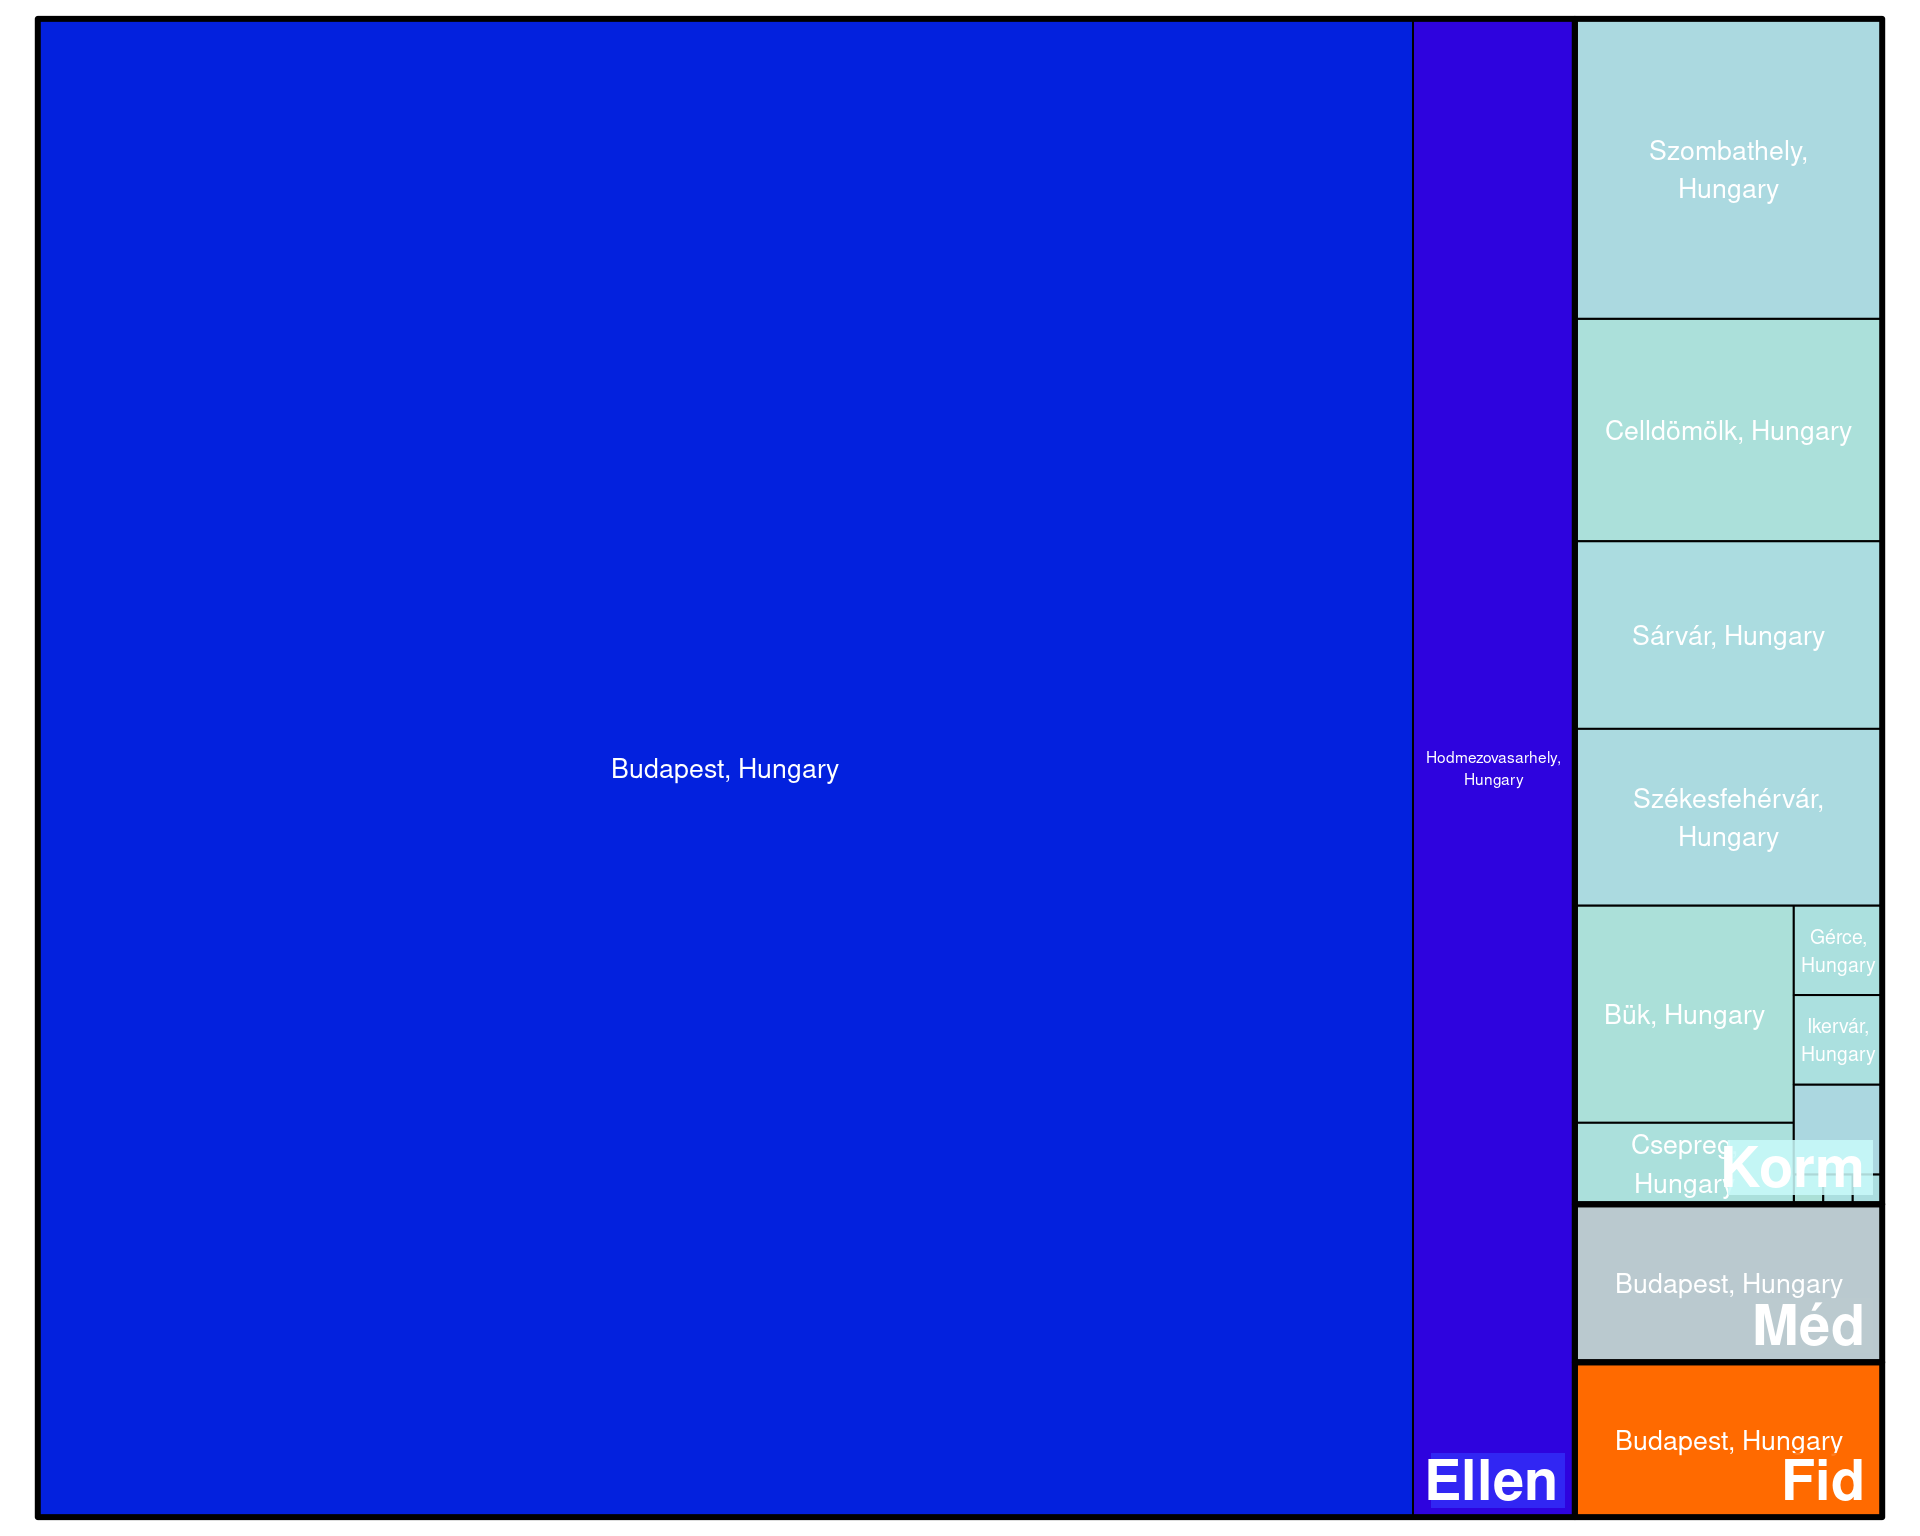 Budapest, Hungary
Hodmezovasarhely,
Hungary
Ellen
Szombathely,
Hungary
Celldömölk, Hungary
Sárvár, Hungary
Székesfehérvár,
Hungary
Bük, Hungary
Gérce,
Hungary
Ikervár,
Hungary
Csepreg
Hungary
Korm
Budapest, Hungary
Méd
Budapest, Hungary
Fid